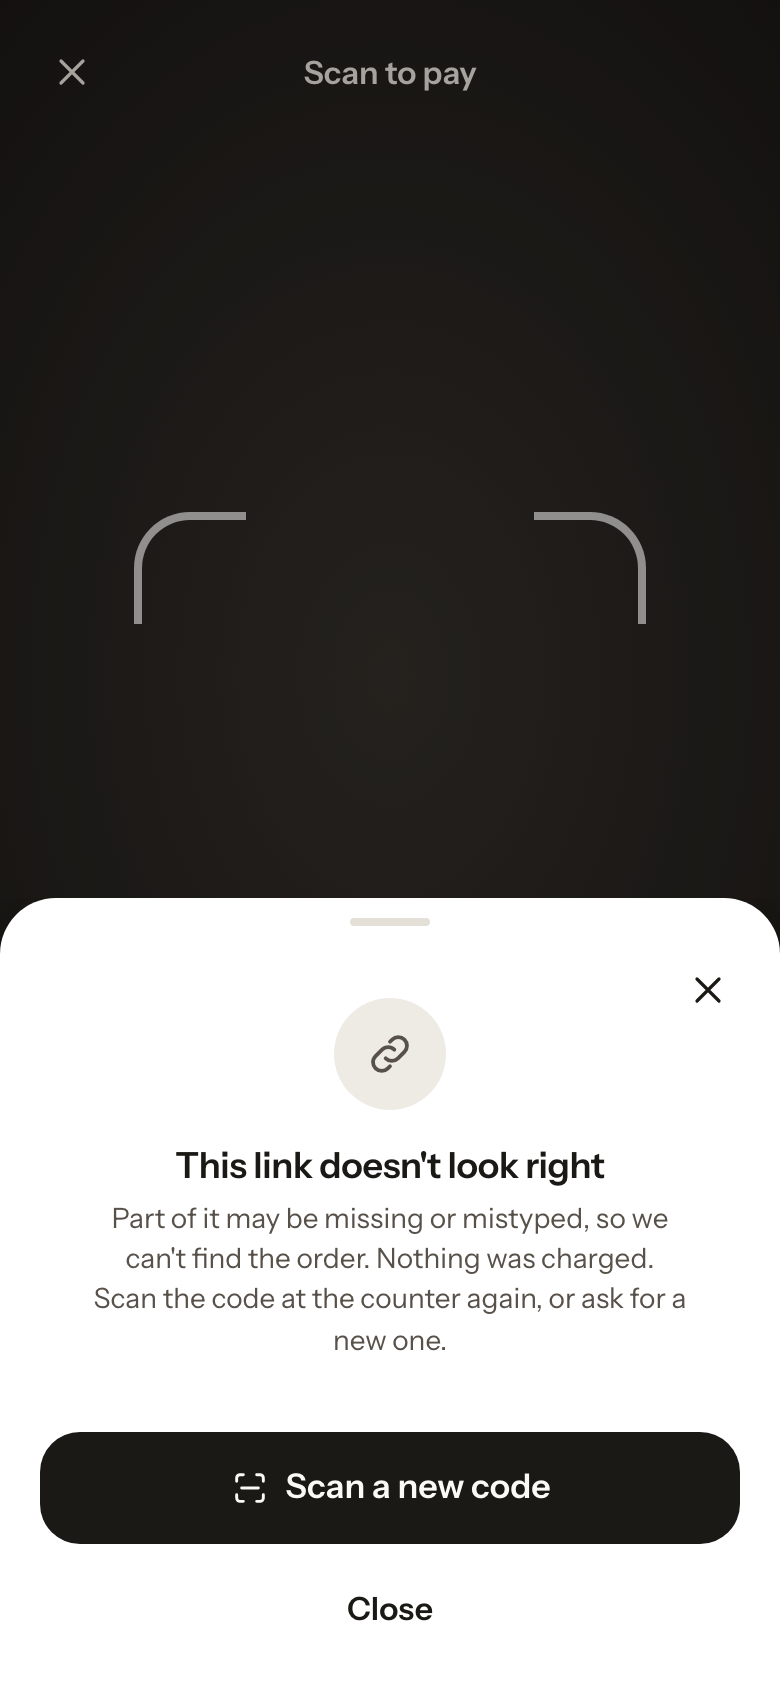 Scan to pay
This link doesn't look right
Part of it may be missing or mistyped, so we
can't find the order. Nothing was charged.
Scan the code at the counter again, or ask for a
new one.
Scan a new code
Close